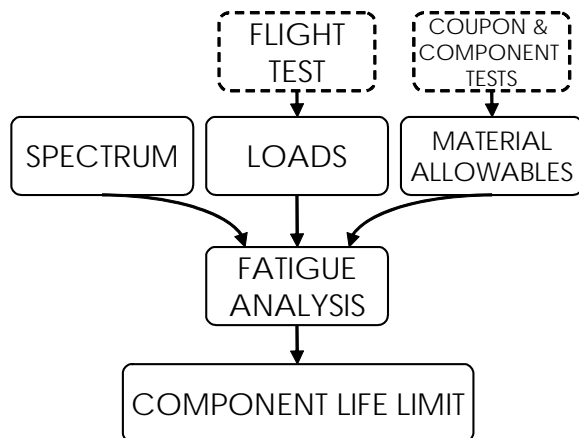 FLIGHT
TEST
COUPON &
COMPONENT
TESTS
SPECTRUM
LOADS
MATERIAL
ALLOWABLES
FATIGUE
ANALYSIS
COMPONENT LIFE LIMIT